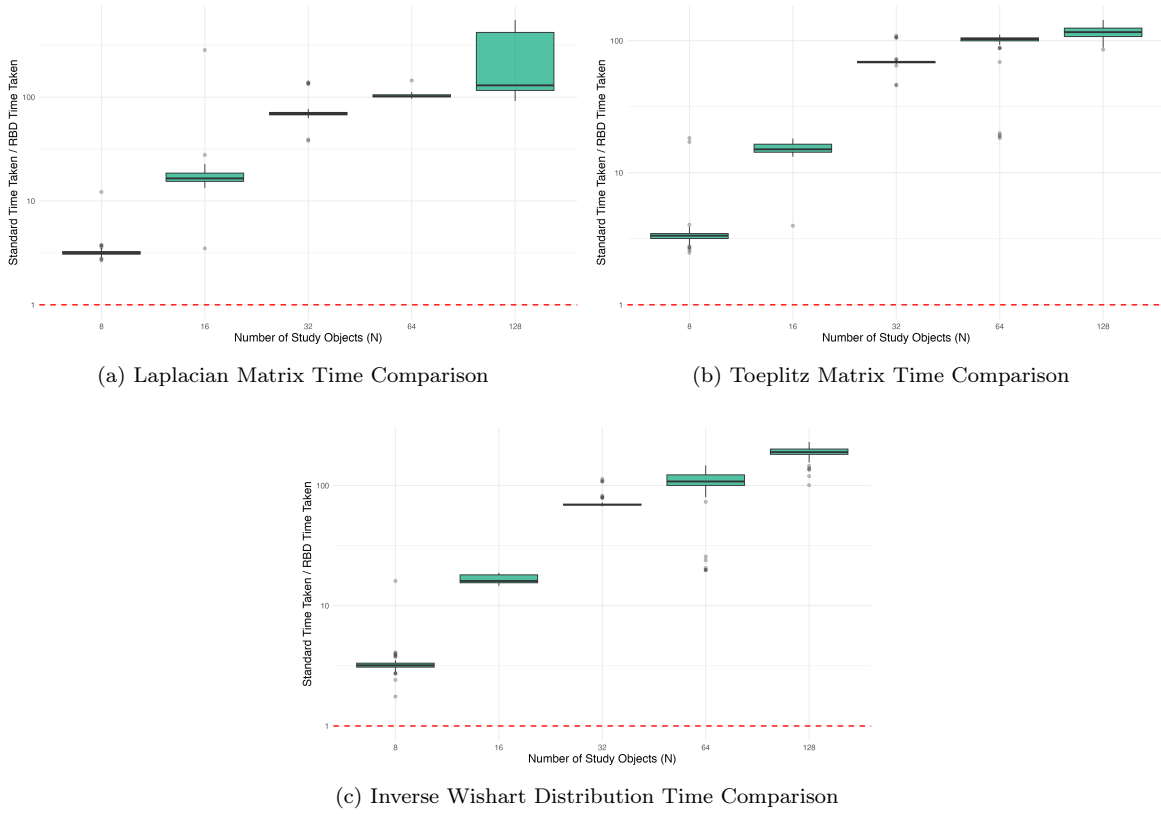 Standard Time Taken / RBD Time Taken
100
10
1
8 16 32 64 128
Number of Study Objects (N)
(a) Laplacian Matrix Time Comparison
Standard Time Taken / RBD Time Taken
100
10
1
8 16 32 64 128
Number of Study Objects (N)
(b) Toeplitz Matrix Time Comparison
Standard Time Taken / RBD Time Taken
100
10
1
8 16 32 64 128
Number of Study Objects (N)
(c) Inverse Wishart Distribution Time Comparison